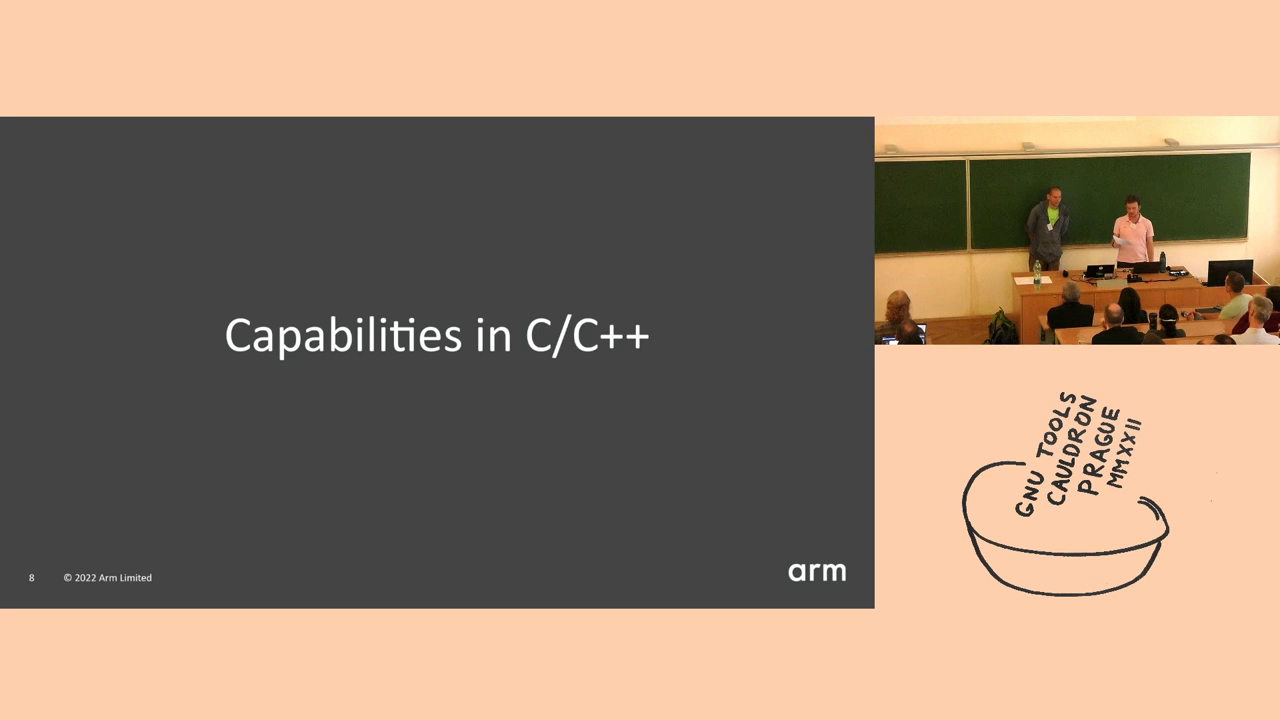 Capabilities in C/C++
8 © 2022 Arm Limited
arm
GNU TOOLS
CAULDRON
PRAGUE
MMXXII